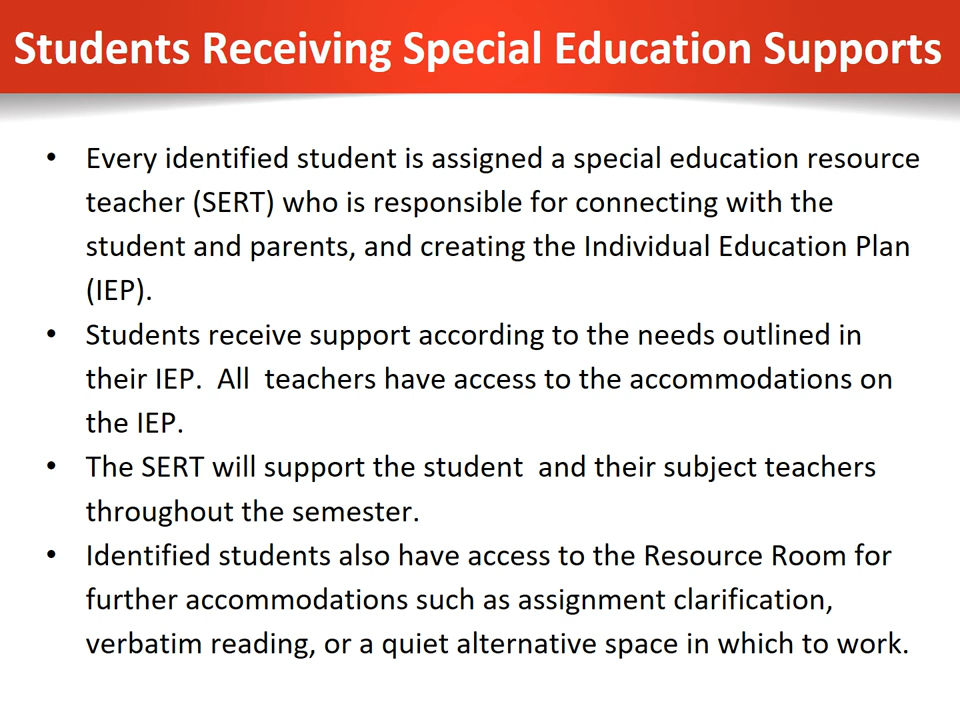 Students Receiving Special Education Supports
• Every identified student is assigned a special education resource
teacher (SERT) who is responsible for connecting with the
student and parents, and creating the Individual Education Plan
(IEP).
• Students receive support according to the needs outlined in
their IEP.  All  teachers have access to the accommodations on
the IEP.
• The SERT will support the student  and their subject teachers
throughout the semester.
• Identified students also have access to the Resource Room for
further accommodations such as assignment clarification,
verbatim reading, or a quiet alternative space in which to work.